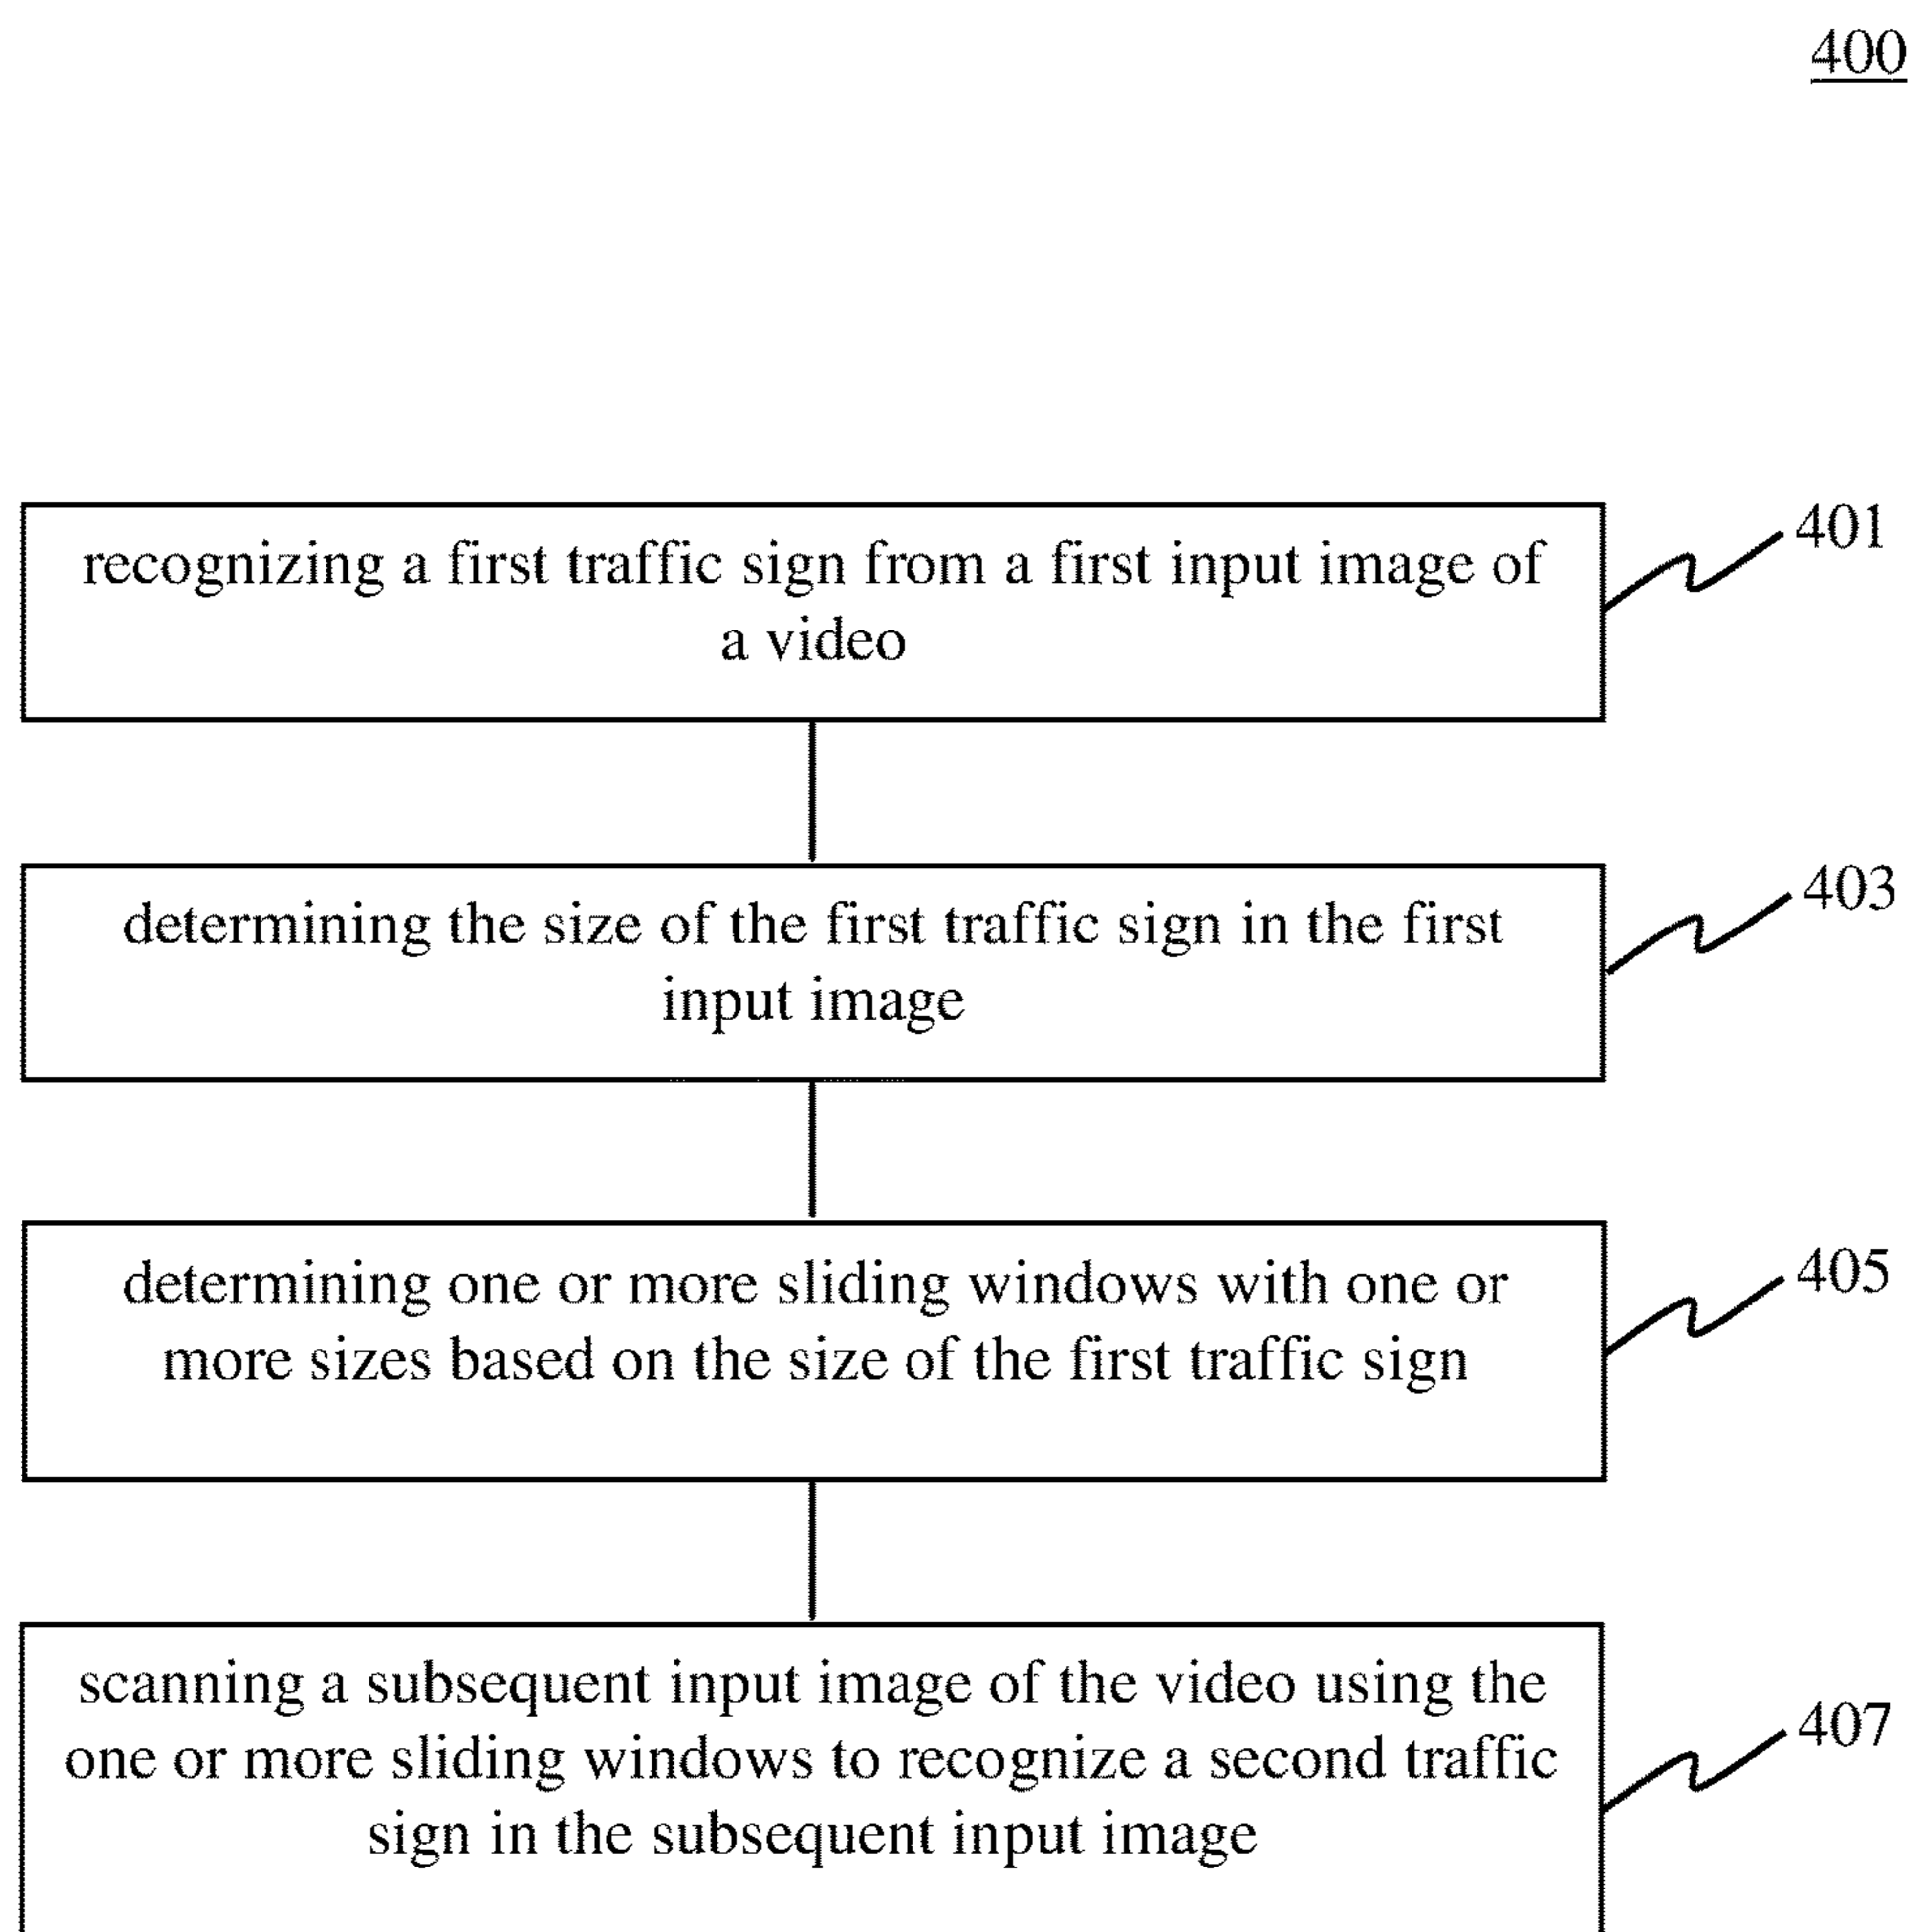 400
recognizing a first traffic sign from a first input image of
a video
401
determining the size of the first traffic sign in the first
input image
403
determining one or more sliding windows with one or
more sizes based on the size of the first traffic sign
405
scanning a subsequent input image of the video using the
one or more sliding windows to recognize a second traffic
sign in the subsequent input image
407